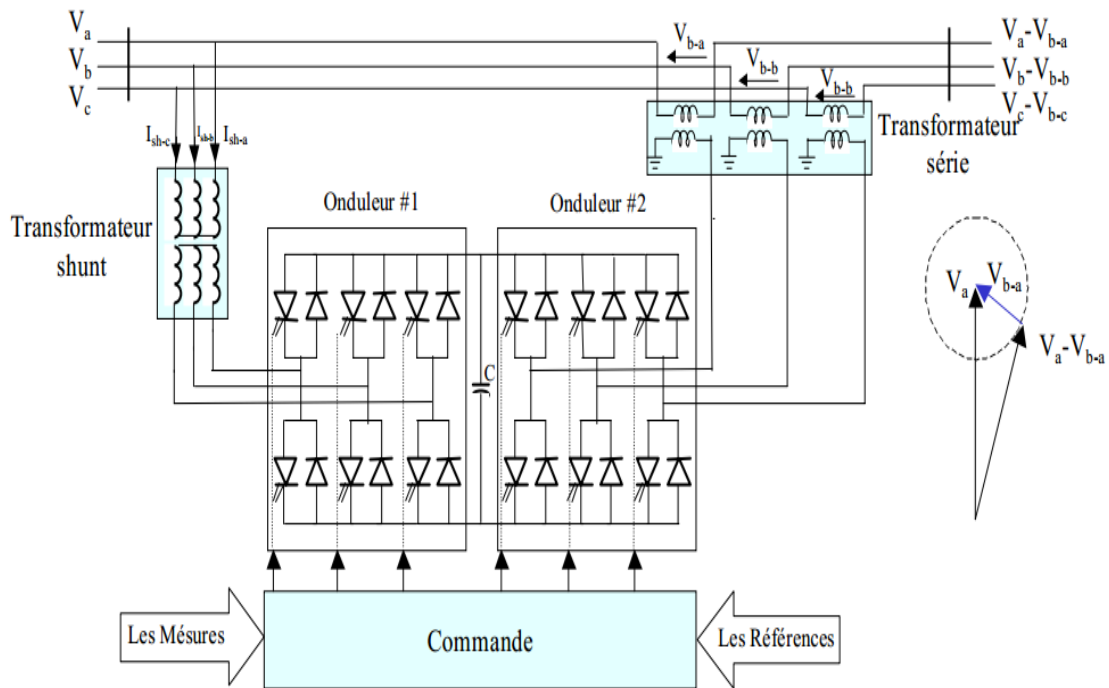 Va
Vb
Vc
Vb-a
Vb-b
Vb-b
Va-Vb-a
Vb-Vb-b
Vc-Vb-c
Ish-c
Ish-b
Ish-a
Transformateur
série
Transformateur
shunt
Onduleur #1
Onduleur #2
C
Va
Vb-a
Va-Vb-a
Les Mésures
Commande
Les Références